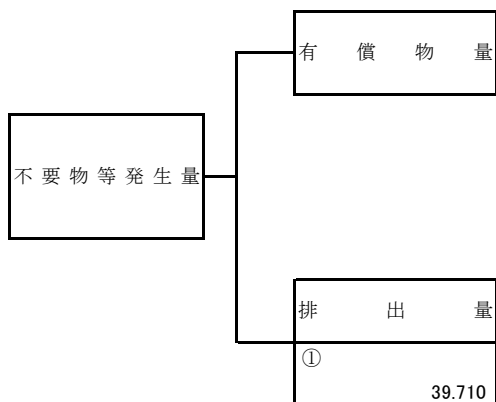 有償物量
不要物等発生量
排出量
①
39.710